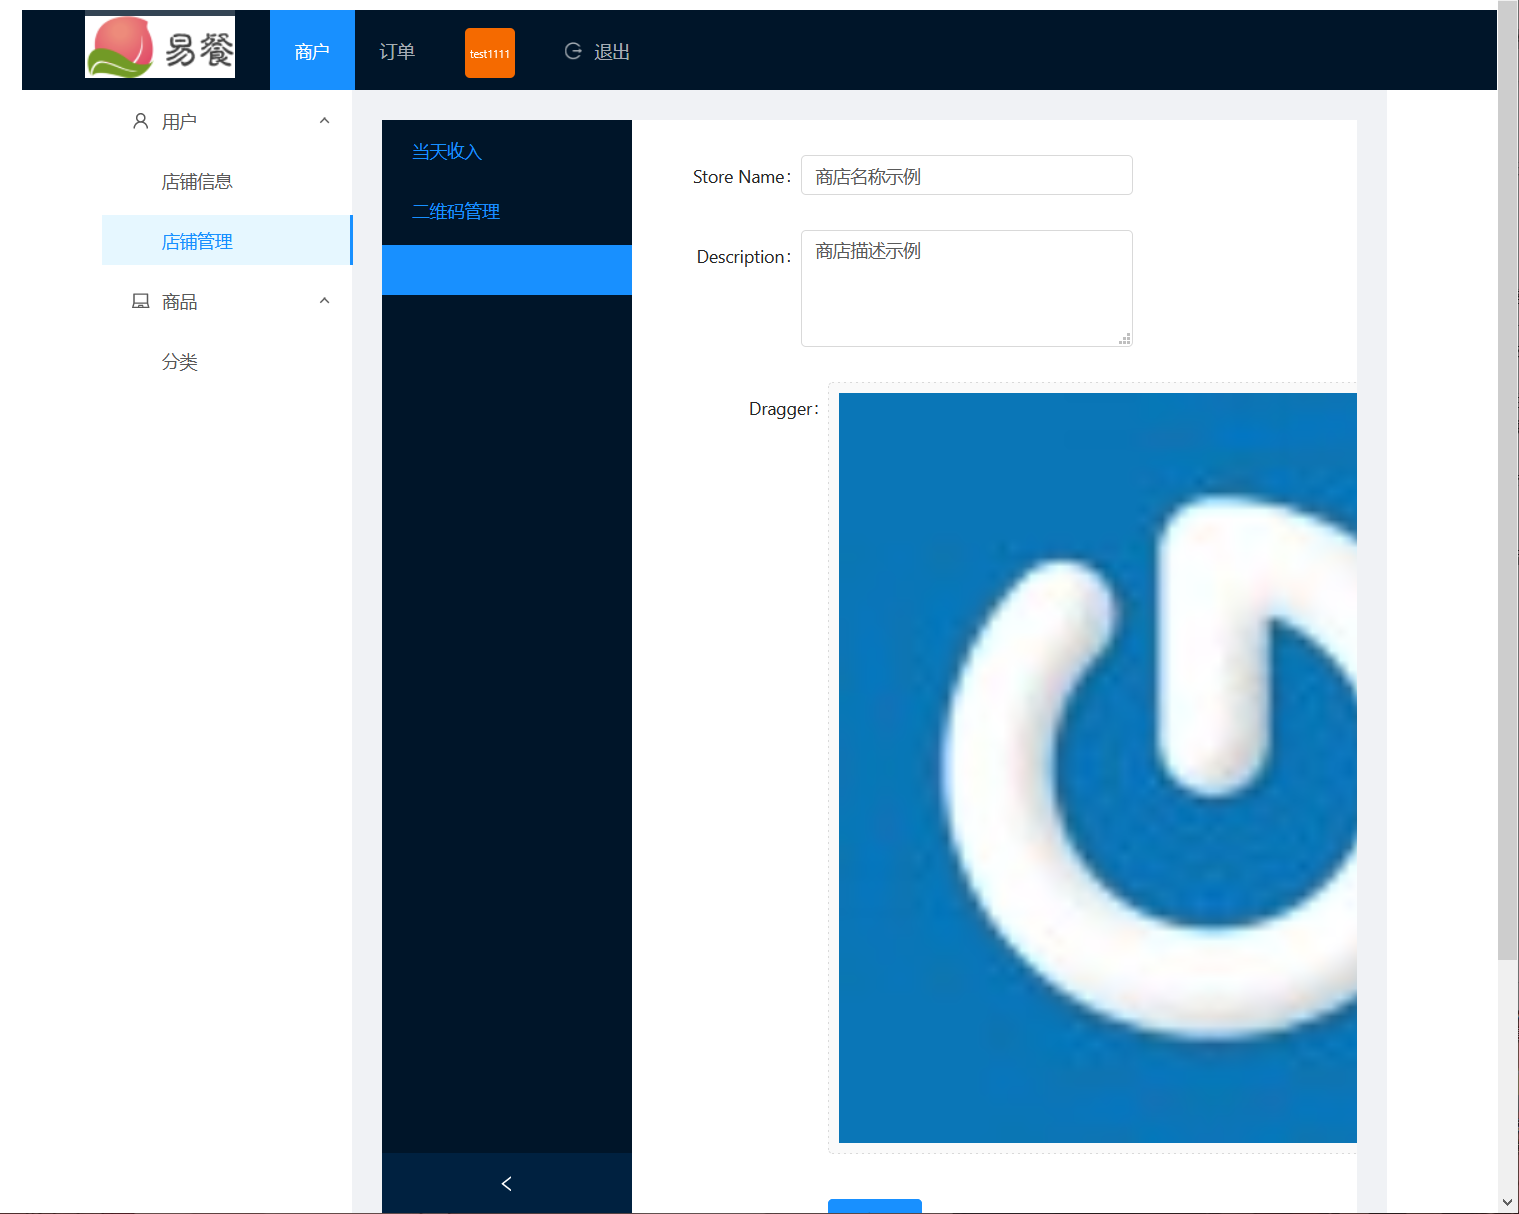 易餐
商户
订单
test1111
退出
用户
店铺信息
店铺管理
商品
分类
当天收入
二维码管理
Store Name:
商店名称示例
Description:
商店描述示例
Dragger: